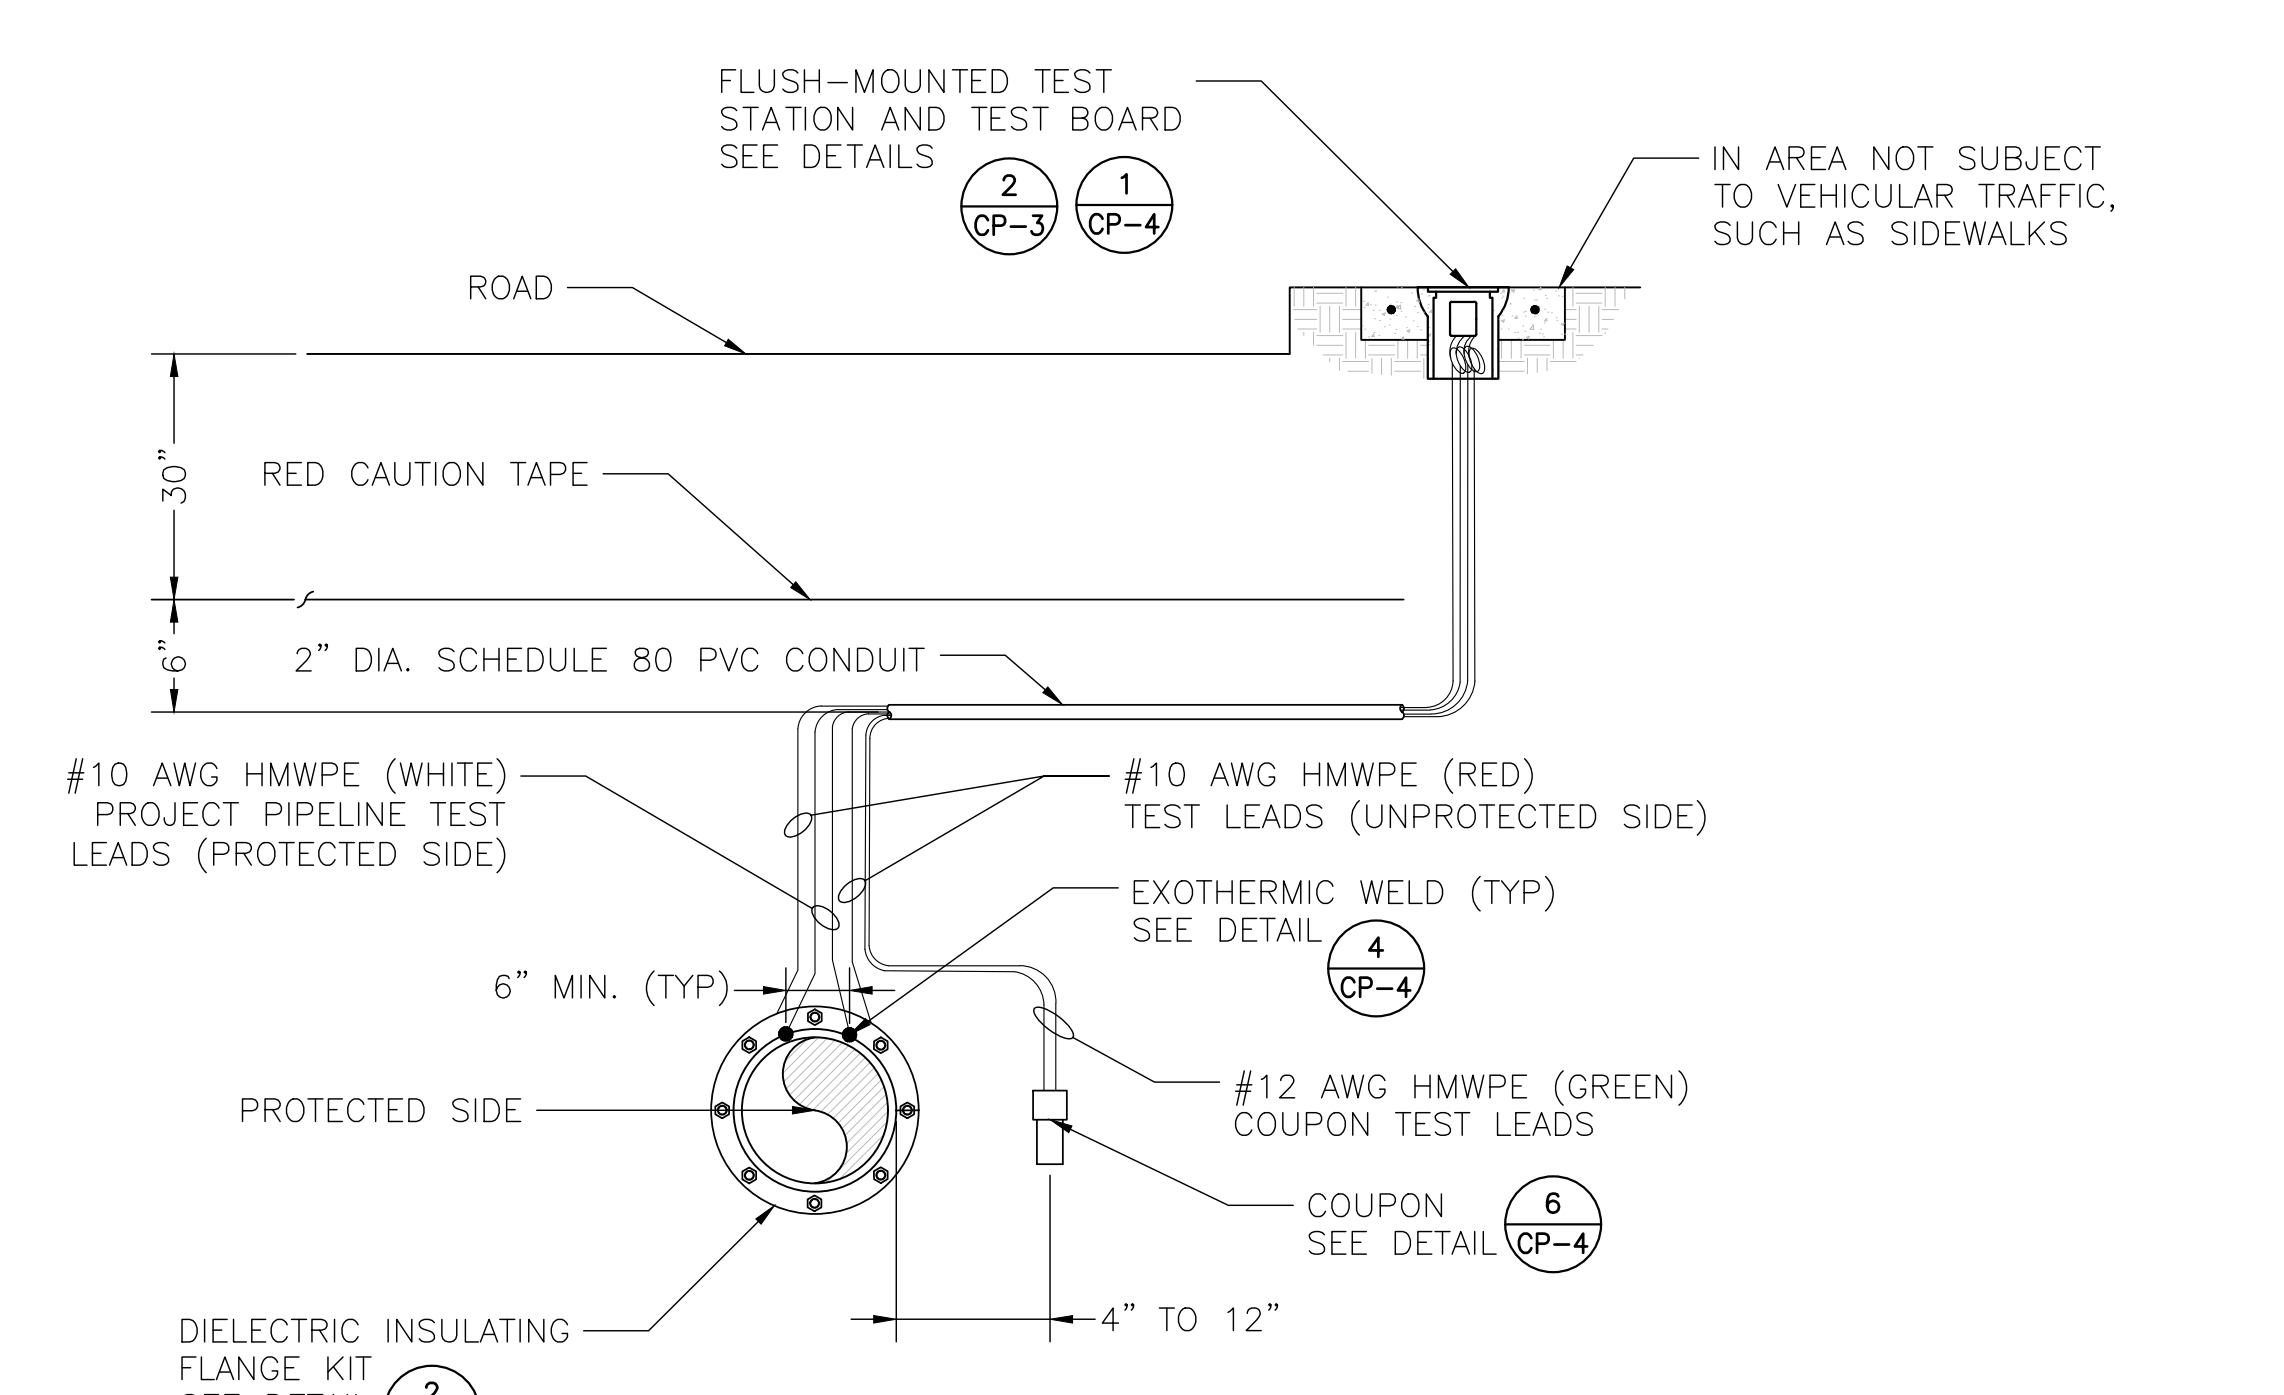 FLUSH-MOUNTED TEST
STATION AND TEST BOARD
SEE DETAILS
2
CP-3
1
CP-4
IN AREA NOT SUBJECT
TO VEHICULAR TRAFFIC,
SUCH AS SIDEWALKS
ROAD
30"
RED CAUTION TAPE
6"
2" DIA. SCHEDULE 80 PVC CONDUIT
#10 AWG HMWPE (WHITE)
PROJECT PIPELINE TEST
LEADS (PROTECTED SIDE)
#10 AWG HMWPE (RED)
TEST LEADS (UNPROTECTED SIDE)
EXOTHERMIC WELD (TYP)
SEE DETAIL
4
CP-4
6" MIN. (TYP)
PROTECTED SIDE
#12 AWG HMWPE (GREEN)
COUPON TEST LEADS
COUPON
SEE DETAIL
6
CP-4
4" TO 12"
DIELECTRIC INSULATING
FLANGE KIT